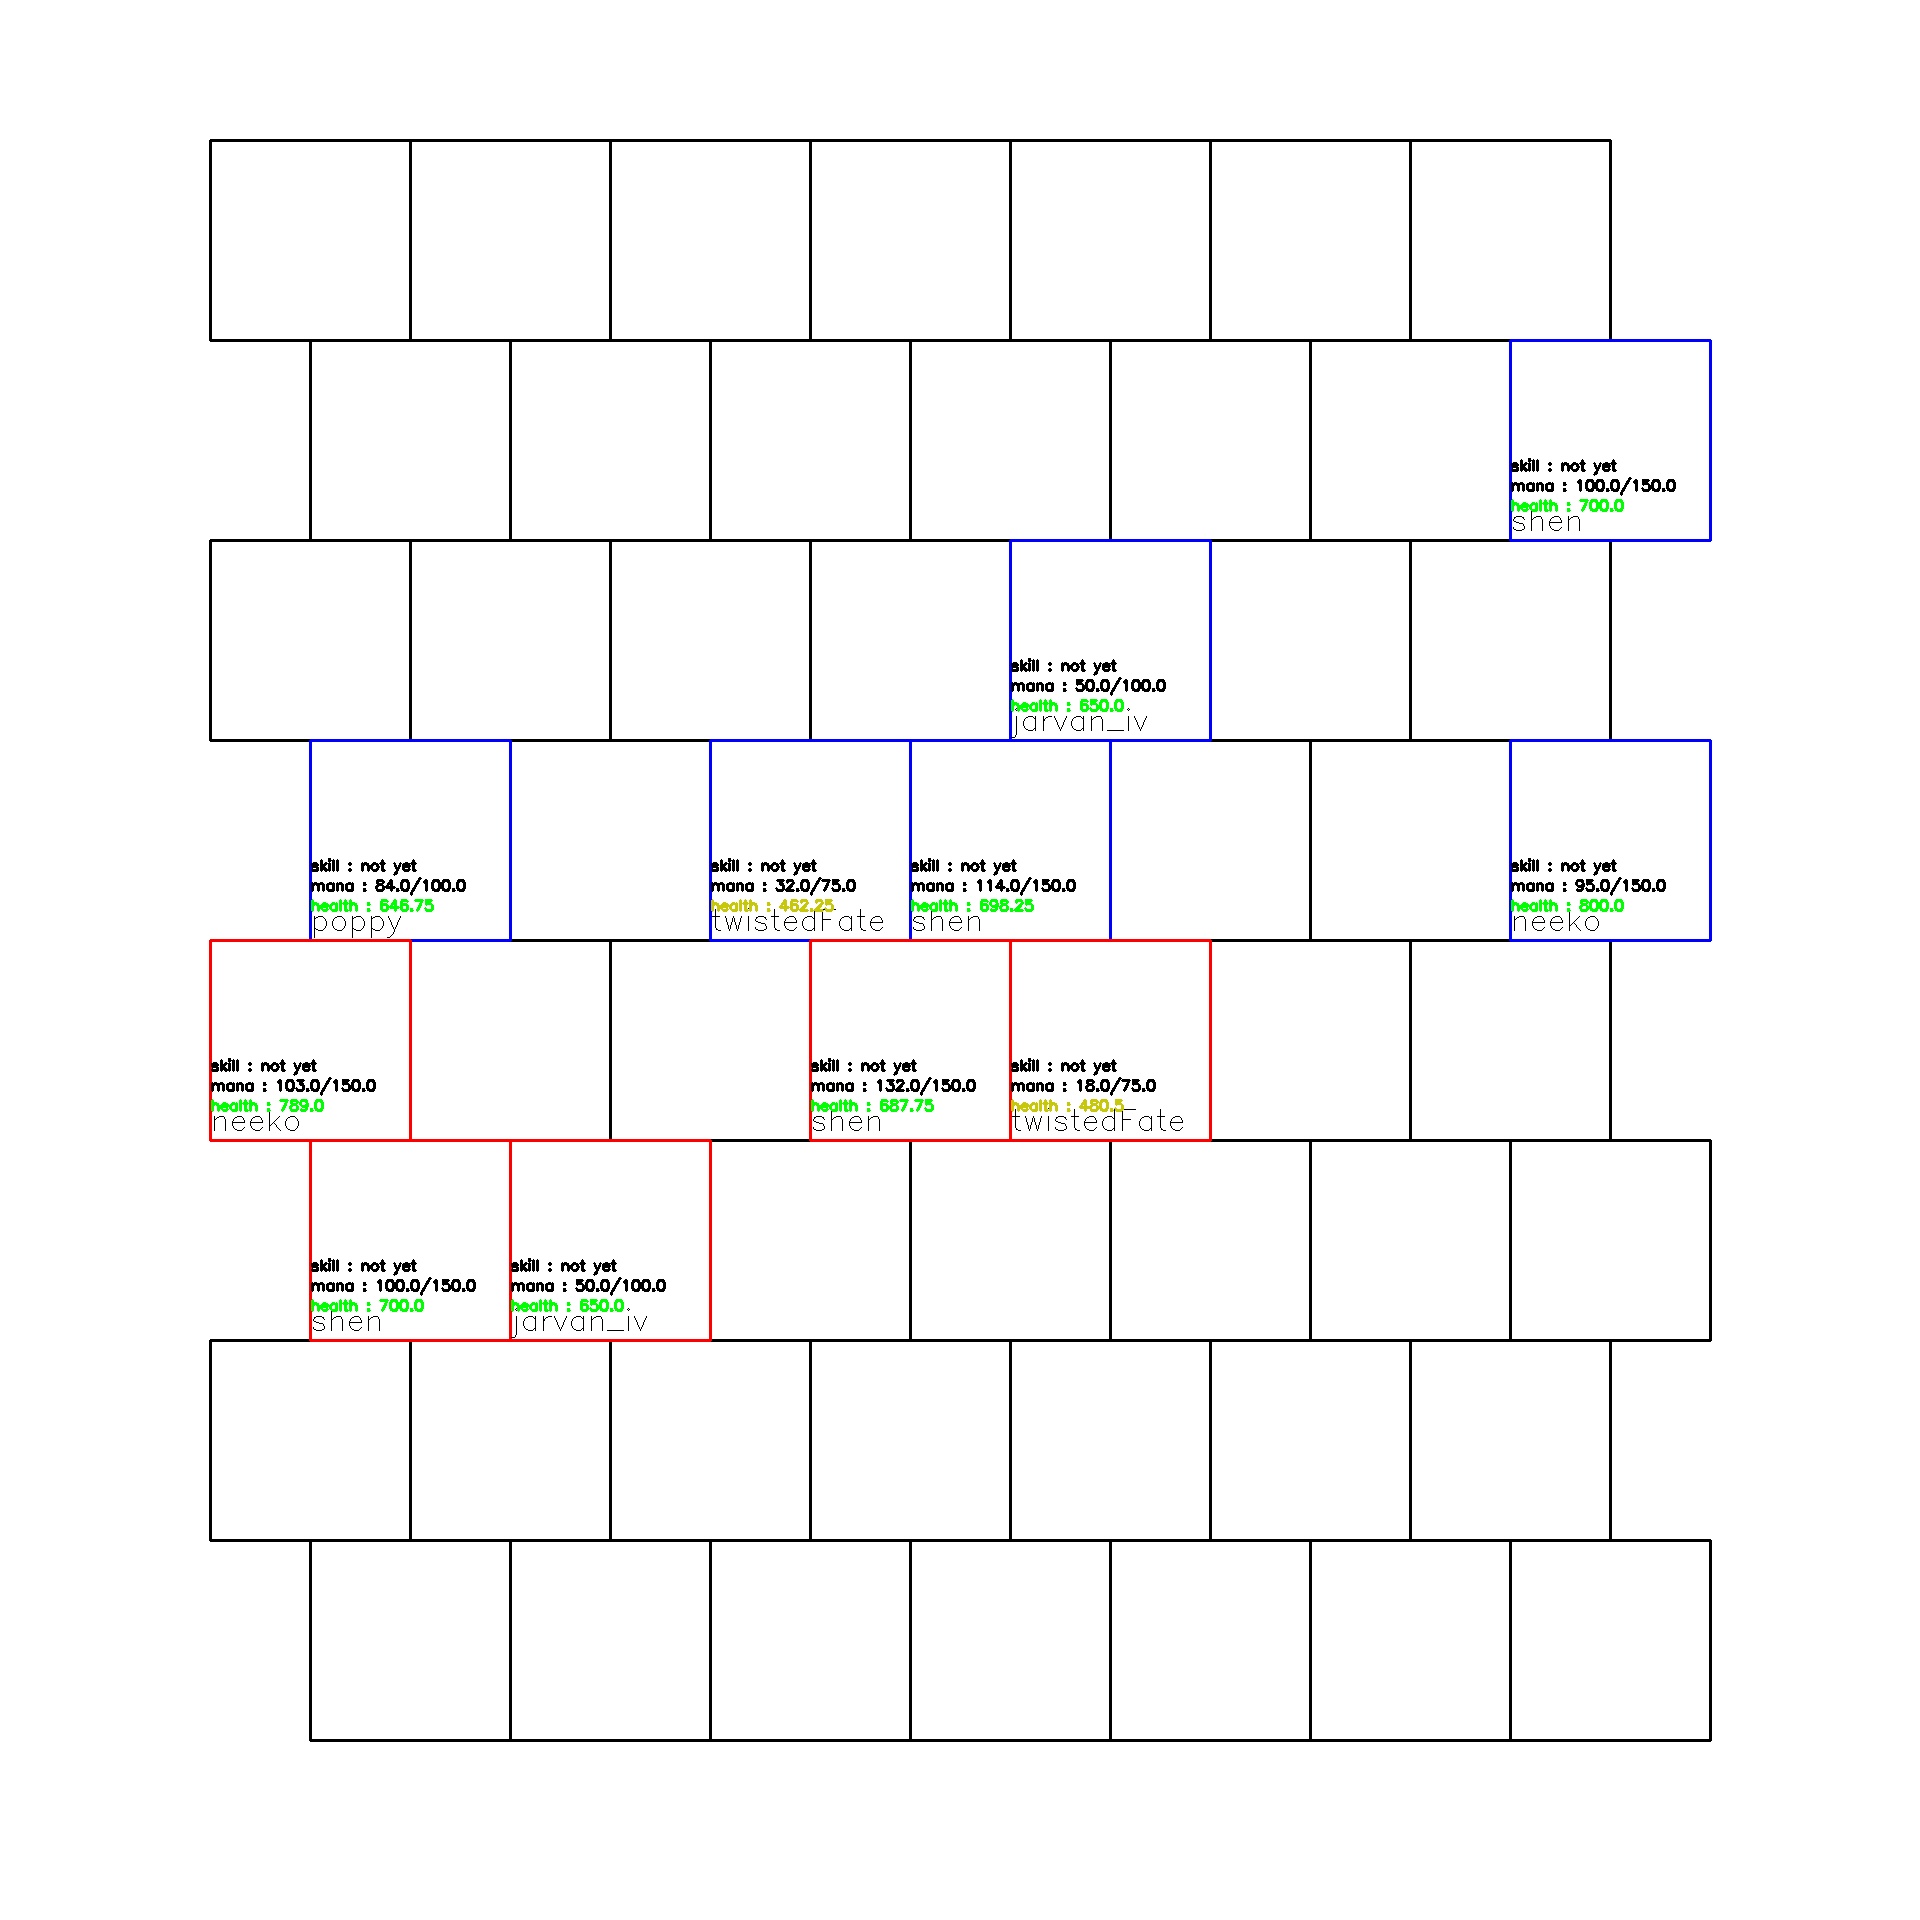 skill : not yet
mana : 100.0/150.0
health : 700.0
shen
skill : not yet
mana : 50.0/100.0
health : 650.0
jarvan_iv
skill : not yet
mana : 84.0/100.0
health : 646.75
poppy
skill : not yet
mana : 32.0/75.0
health : 462.25
twistedFate
skill : not yet
mana : 114.0/150.0
health : 698.25
shen
skill : not yet
mana : 95.0/150.0
health : 800.0
neeko
skill : not yet
mana : 103.0/150.0
health : 789.0
neeko
skill : not yet
mana : 132.0/150.0
health : 687.75
shen
skill : not yet
mana : 18.0/75.0
health : 480.5
twistedFate
skill : not yet
mana : 100.0/150.0
health : 700.0
shen
skill : not yet
mana : 50.0/100.0
health : 650.0
jarvan_iv